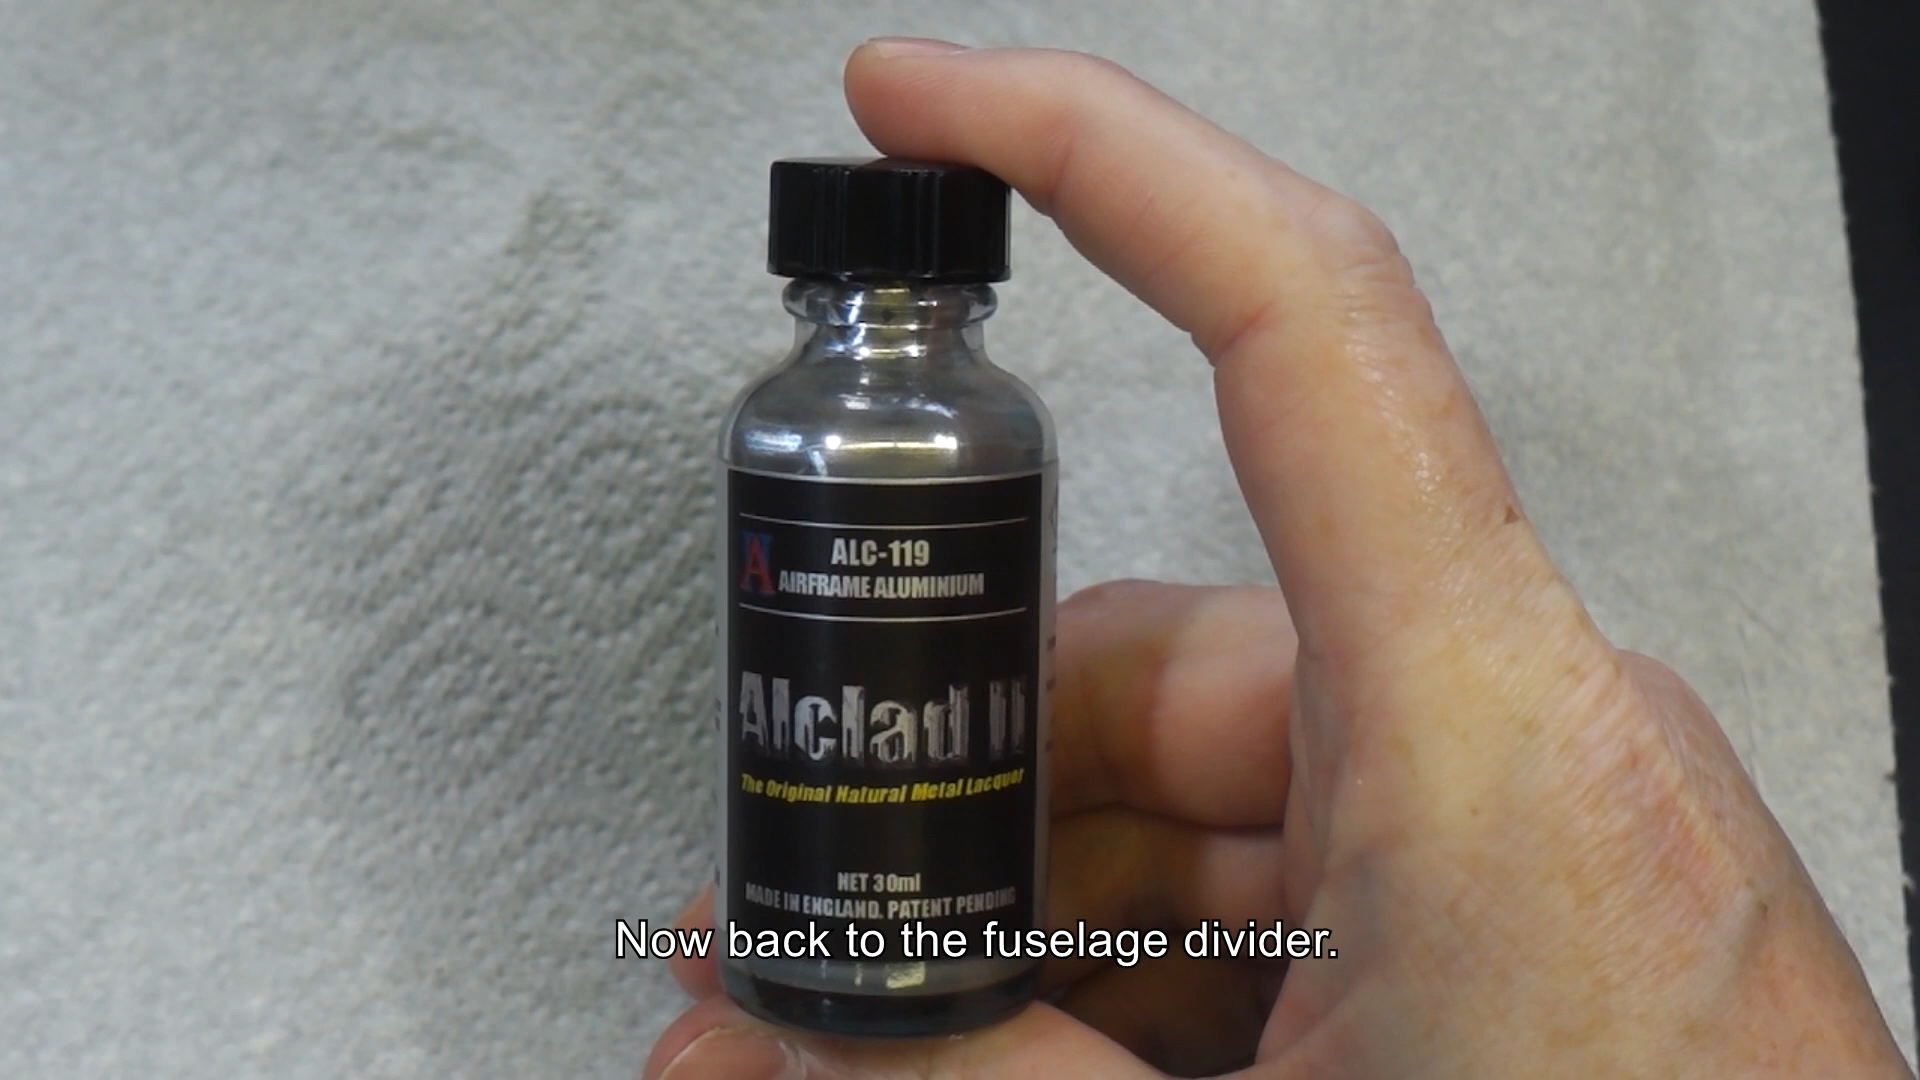 ALC-119
AIRFRAME ALUMINIUM
Alclad II
The Original Natural Metal Lacquer
NET 30ml
MADE IN ENGLAND. PATENT PENDING
Now back to the fuselage divider.